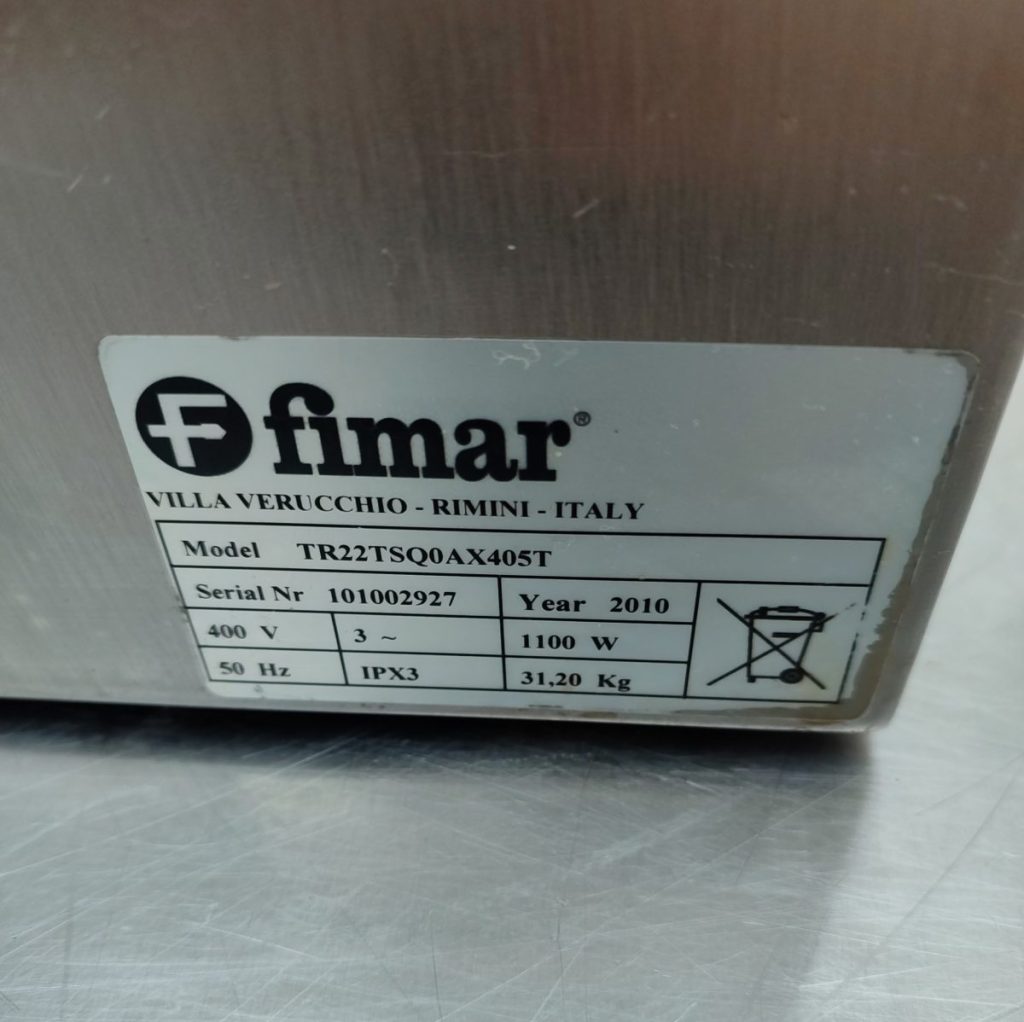 F fimar®
VILLA VERUCCHIO - RIMINI - ITALY
Model TR22TSQ0AX405T
Serial Nr 101002927 Year 2010
400 V 3 ~ 1100 W
50 Hz IPX3 31,20 Kg